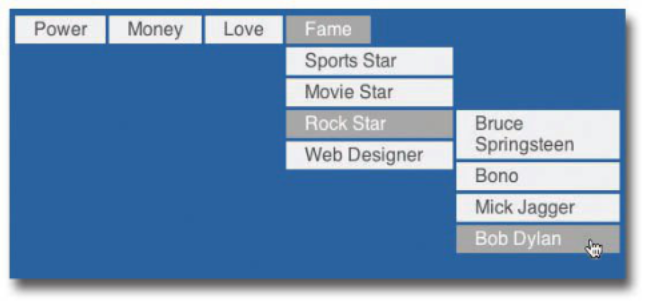 Power Money Love Fame
Sports Star
Movie Star
Rock Star
Web Designer
Bruce
Springsteen
Bono
Mick Jagger
Bob Dylan